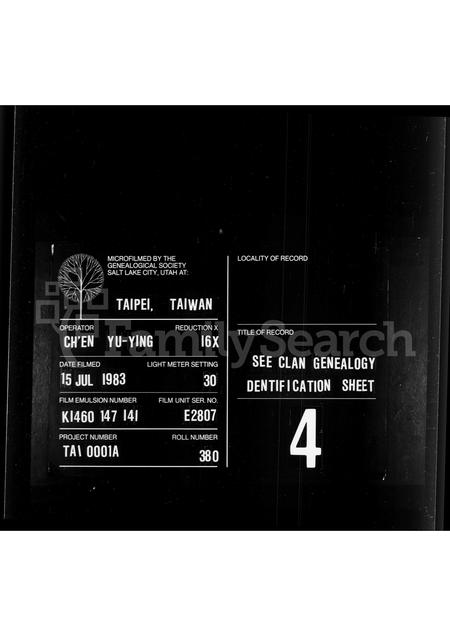 MICROFILMED BY THE
GENEALOGICAL SOCIETY
SALT LAKE CITY, UTAH AT:
TAIPEI, TAIWAN
OPERATOR REDUCTION X
CH'EN YU-YING 16X
DATE FILMED LIGHT METER SETTING
15 JUL 1983 30
FILM EMULSION NUMBER FILM UNIT SER. NO.
K1460 147 141 E2807
PROJECT NUMBER ROLL NUMBER
TAI 0001A 380
LOCALITY OF RECORD
TITLE OF RECORD
SEE CLAN GENEALOGY
DENTIFICATION SHEET
4
FamilySearch